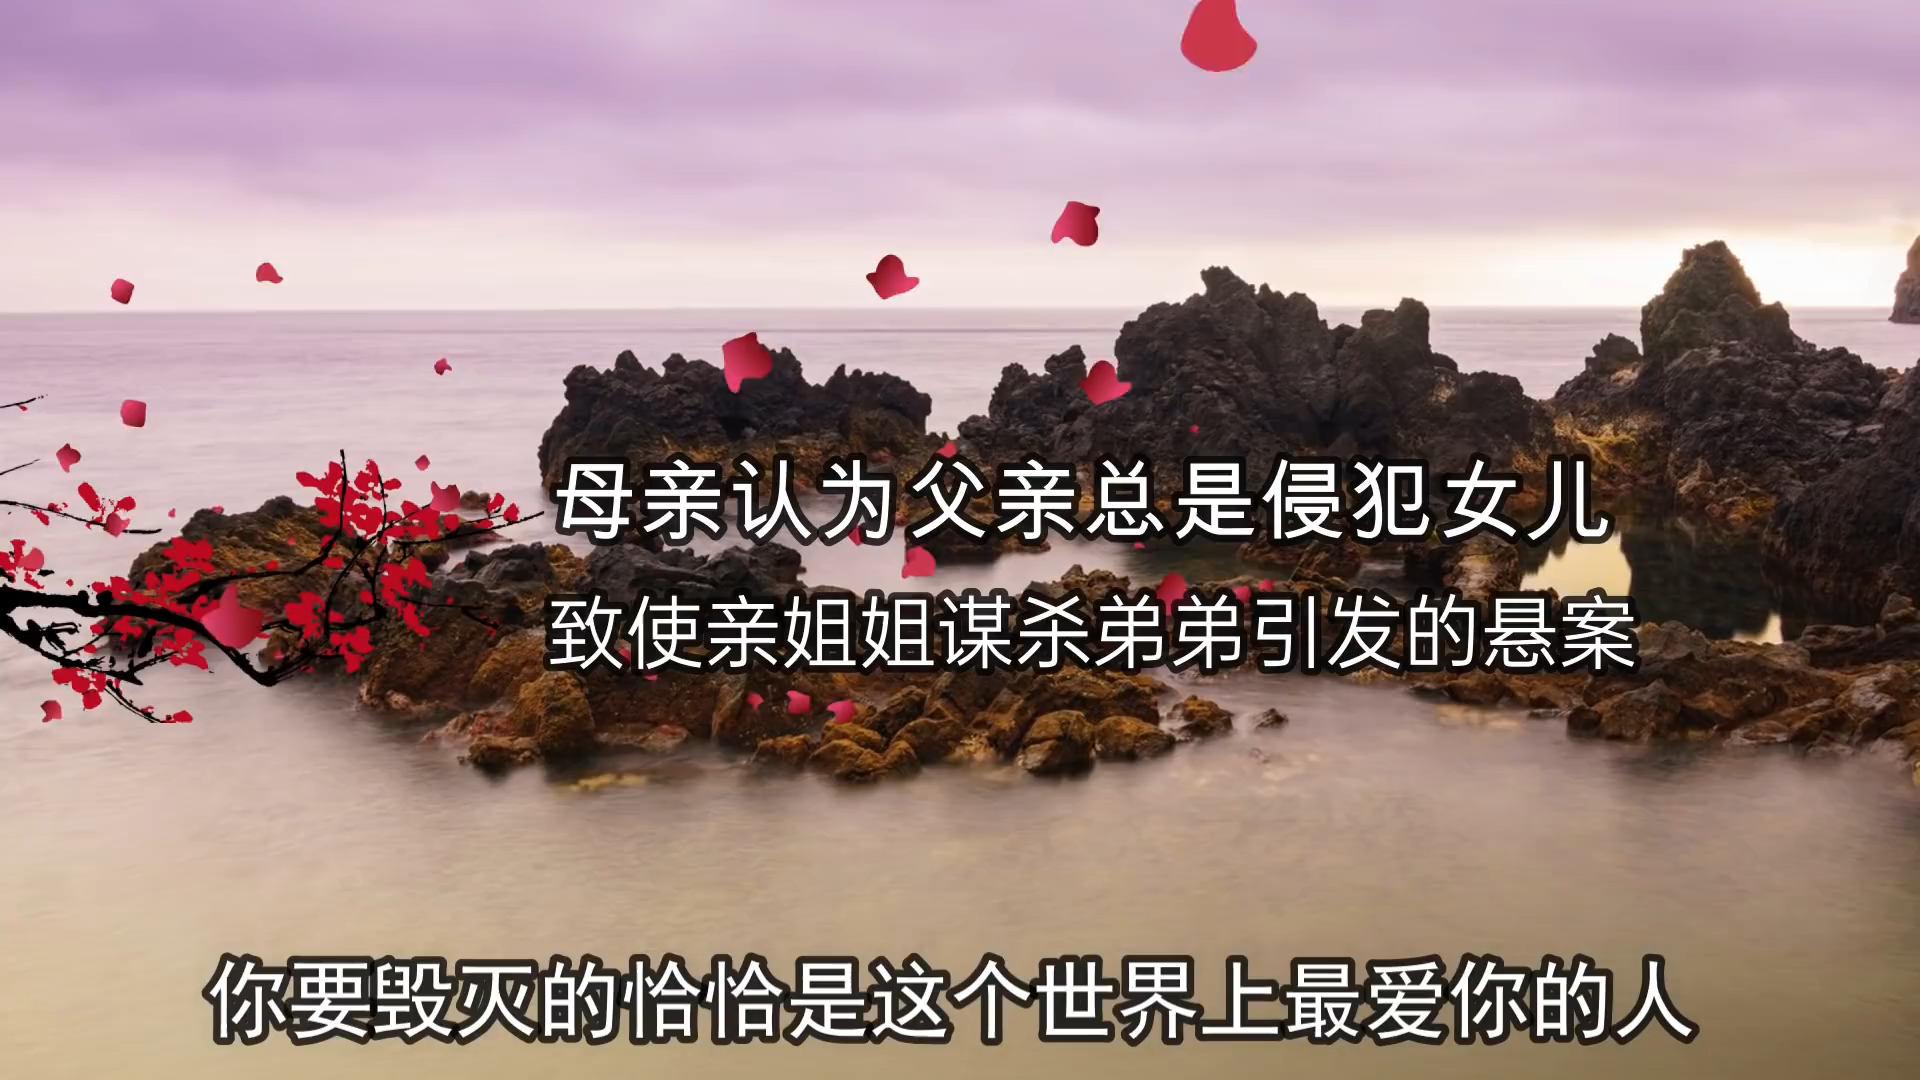 母亲认为父亲总是侵犯女儿
致使亲姐姐谋杀弟弟引发的悬案
你要毁灭的恰恰是这个世界上最爱你的人